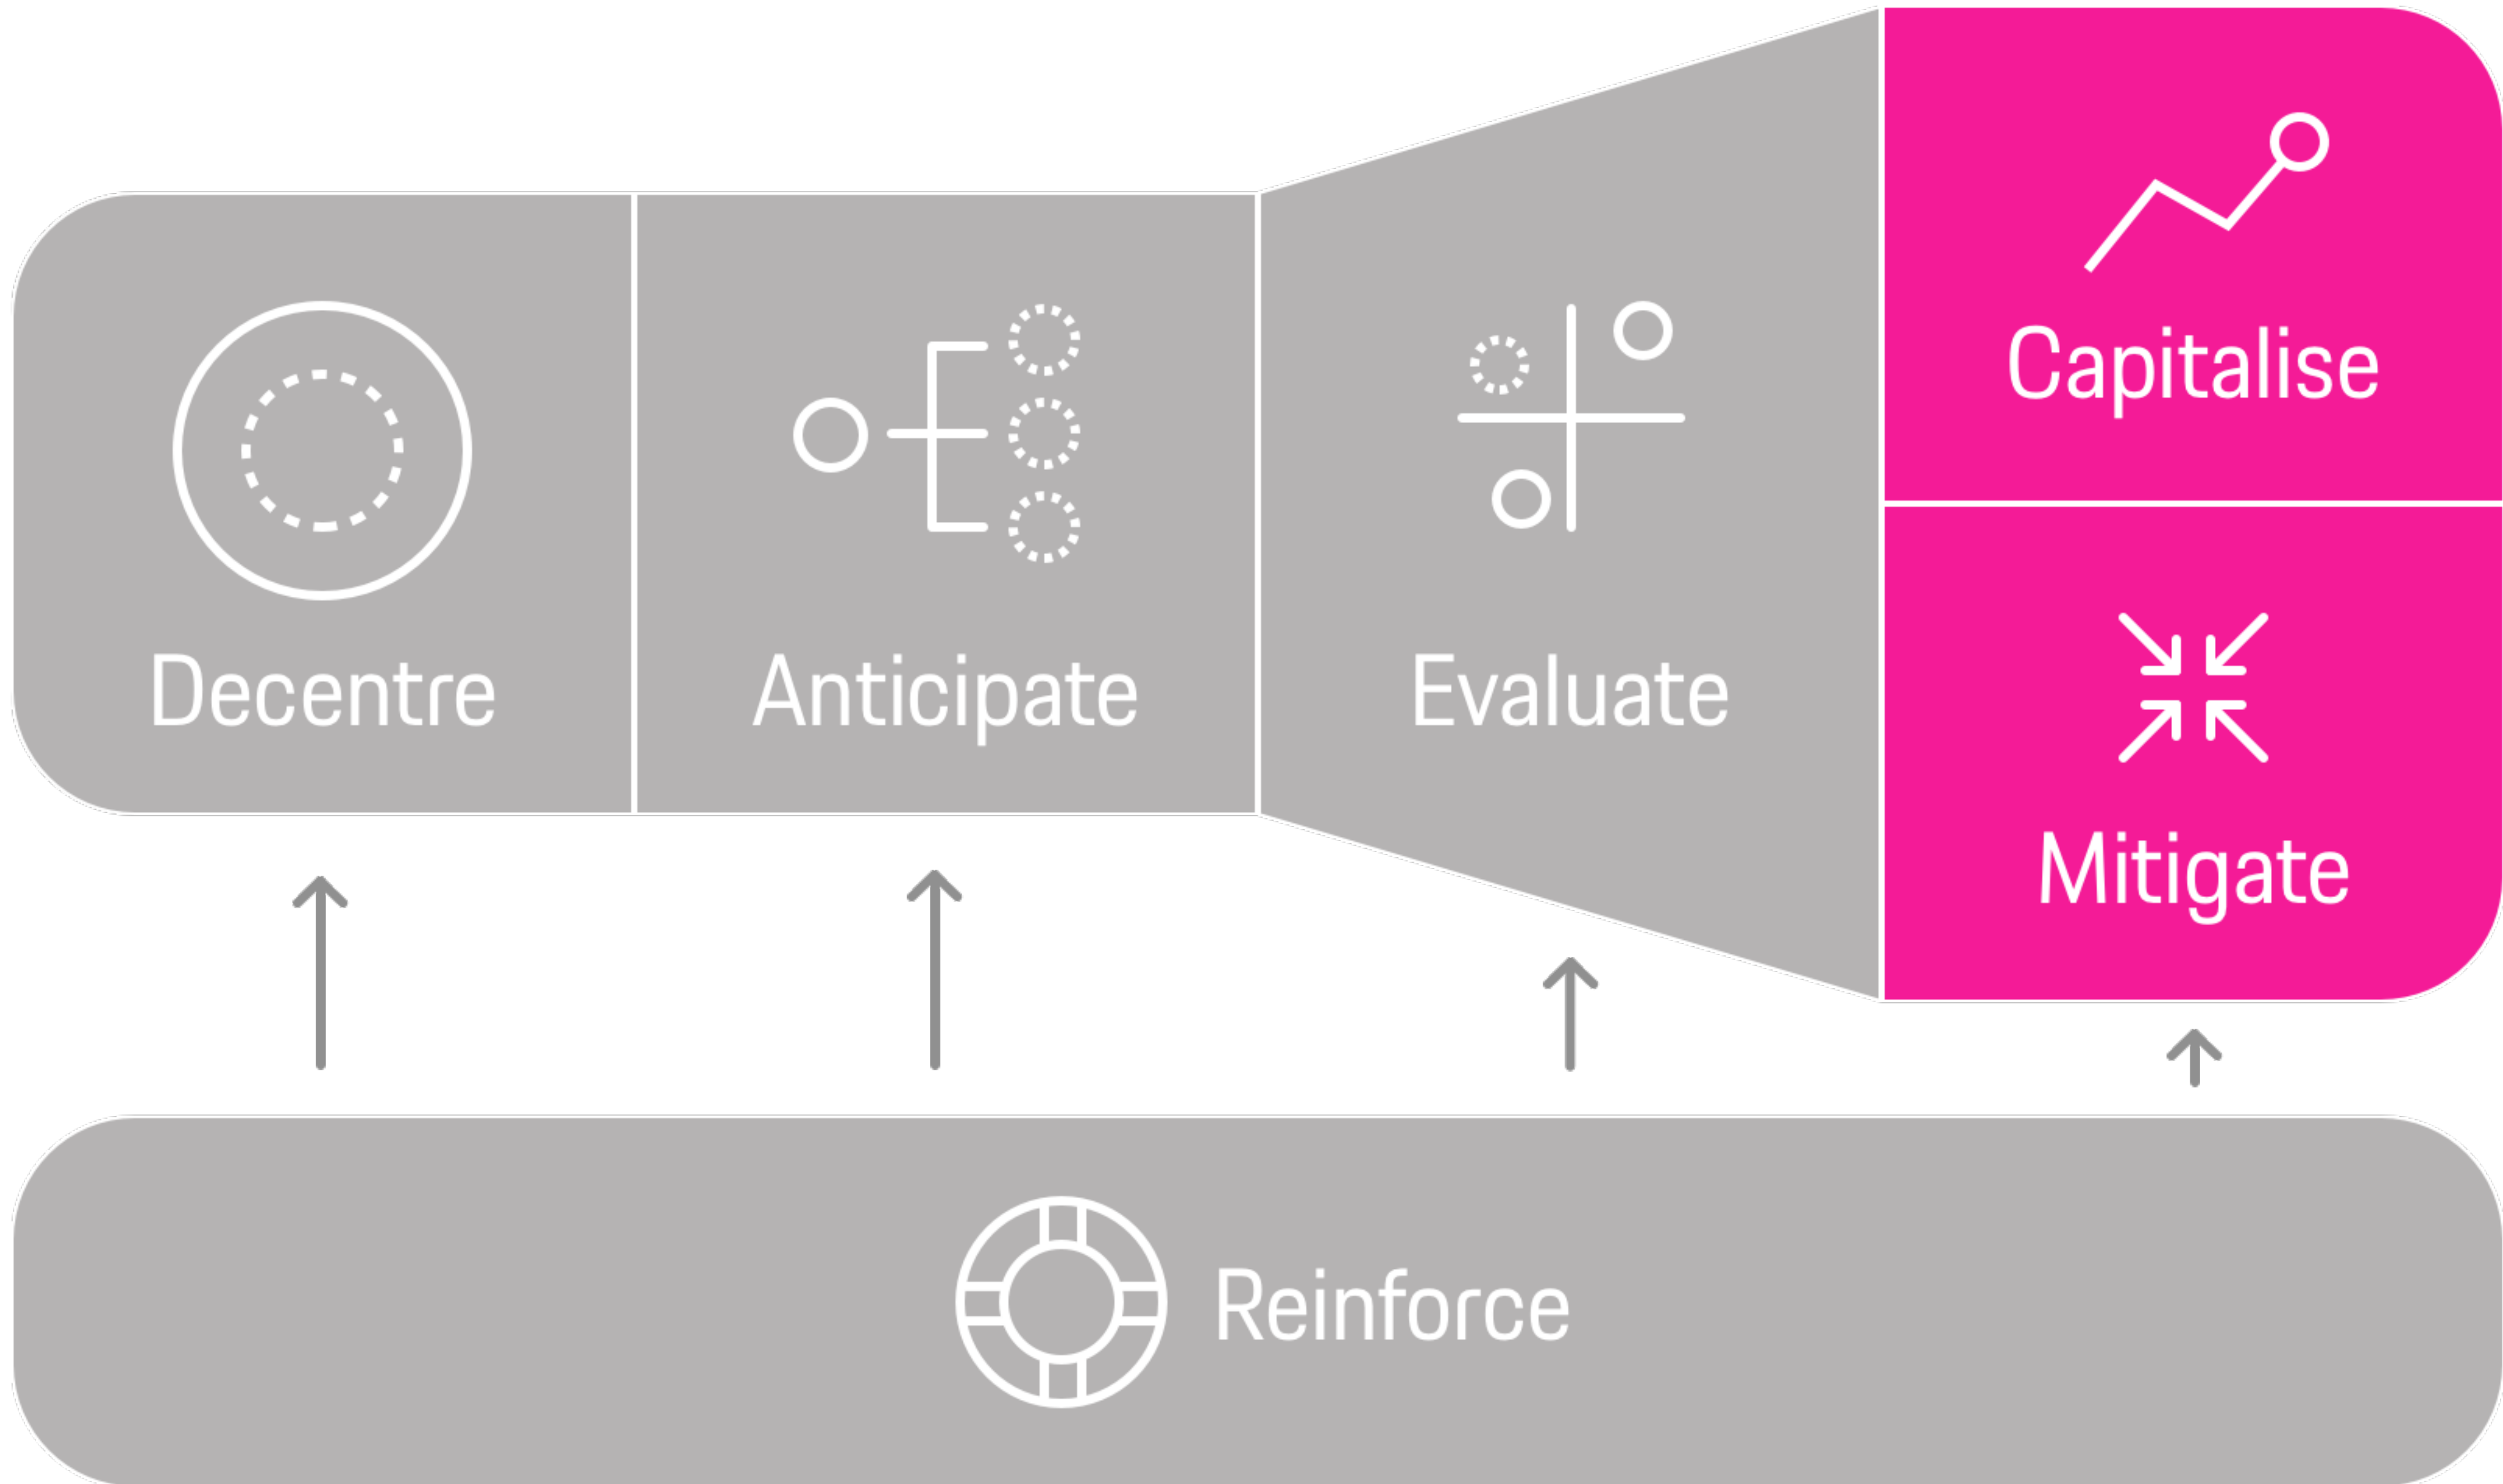 Decentre
Anticipate
Evaluate
Capitalise
Mitigate
Reinforce